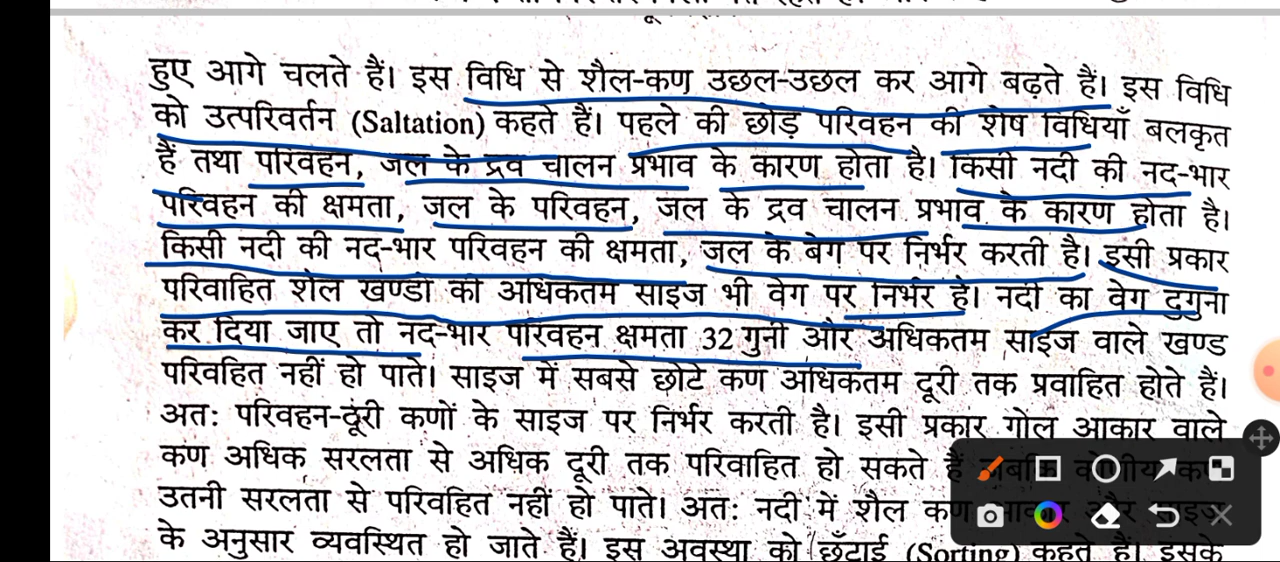 हुए आगे चलते हैं। इस विधि से शैल-कण उछल-उछल कर आगे बढ़ते हैं। इस विधि
को उत्परिवर्तन (Saltation) कहते हैं। पहले की छोड़ परिवहन की शेष विधियाँ बलकृत
हैं तथा परिवहन, जल के द्रव चालन प्रभाव के कारण होता है। किसी नदी की नद-भार
परिवहन की क्षमता, जल के परिवहन, जल के द्रव चालन प्रभाव के कारण होता है।
किसी नदी की नद-भार परिवहन की क्षमता, जल के बेग पर निर्भर करती है। इसी प्रकार
परिवाहित शैल खण्डों की अधिकतम साइज भी वेग पर निर्भर है। नदी का वेग दुगुना
कर दिया जाए तो नद-भार परिवहन क्षमता 32 गुनी और अधिकतम साइज वाले खण्ड
परिवहित नहीं हो पाते। साइज में सबसे छोटे कण अधिकतम दूरी तक प्रवाहित होते हैं।
अतः परिवहन-दूरी कणों के साइज पर निर्भर करती है। इसी प्रकार गोल आकार वाले
कण अधिक सरलता से अधिक दूरी तक परिवाहित हो सकते हैं जबकि कोणीय
उतनी सरलता से परिवहित नहीं हो पाते। अतः नदी में शैल कण
के अनुसार व्यवस्थित हो जाते हैं। इस अवस्था को छँटाई (Sorting) कहते हैं। इसके